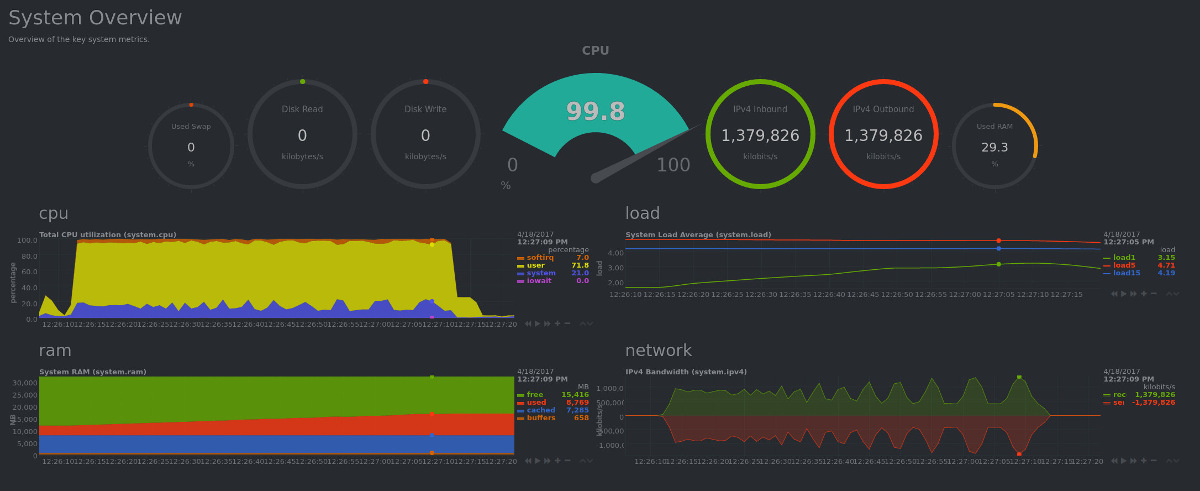 System Overview
Overview of the key system metrics.
CPU
Used Swap
0
%
Disk Read
0
kilobytes/s
Disk Write
0
kilobytes/s
99.8
0
100
%
IPv4 Inbound
1,379,826
kilobits/s
IPv4 Outbound
1,379,826
kilobits/s
Used RAM
29.3
%
cpu
Total CPU utilization (system.cpu)
4/18/2017
12:27:09 PM
percentage
softirq 7.0
user 71.8
system 21.0
iowait 0.0
percentage
100.0
80.0
60.0
40.0
20.0
0.0
12:26:10 12:26:15 12:26:20 12:26:25 12:26:30 12:26:35 12:26:40 12:26:45 12:26:50 12:26:55 12:27:00 12:27:05 12:27:10 12:27:15 12:27:20
load
System Load Average (system.load)
4/18/2017
12:27:05 PM
load
load1 3.15
load5 4.71
load15 4.19
load
4.00
3.00
2.00
12:26:10 12:26:15 12:26:20 12:26:25 12:26:30 12:26:35 12:26:40 12:26:45 12:26:50 12:26:55 12:27:00 12:27:05 12:27:10 12:27:15
ram
System RAM (system.ram)
4/18/2017
12:27:09 PM
MB
free 15,416
used 8,769
cached 7,285
buffers 658
MB
30,000
25,000
20,000
15,000
10,000
5,000
0
12:26:10 12:26:15 12:26:20 12:26:25 12:26:30 12:26:35 12:26:40 12:26:45 12:26:50 12:26:55 12:27:00 12:27:05 12:27:10 12:27:15 12:27:20
network
IPv4 Bandwidth (system.ipv4)
4/18/2017
12:27:09 PM
kilobits/s
rec 1,379,826
sen -1,379,826
kilobits/s
1,000,0
500,000
0
12:26:10 12:26:15 12:26:20 12:26:25 12:26:30 12:26:35 12:26:40 12:26:45 12:26:50 12:26:55 12:27:00 12:27:05 12:27:10 12:27:15 12:27:20